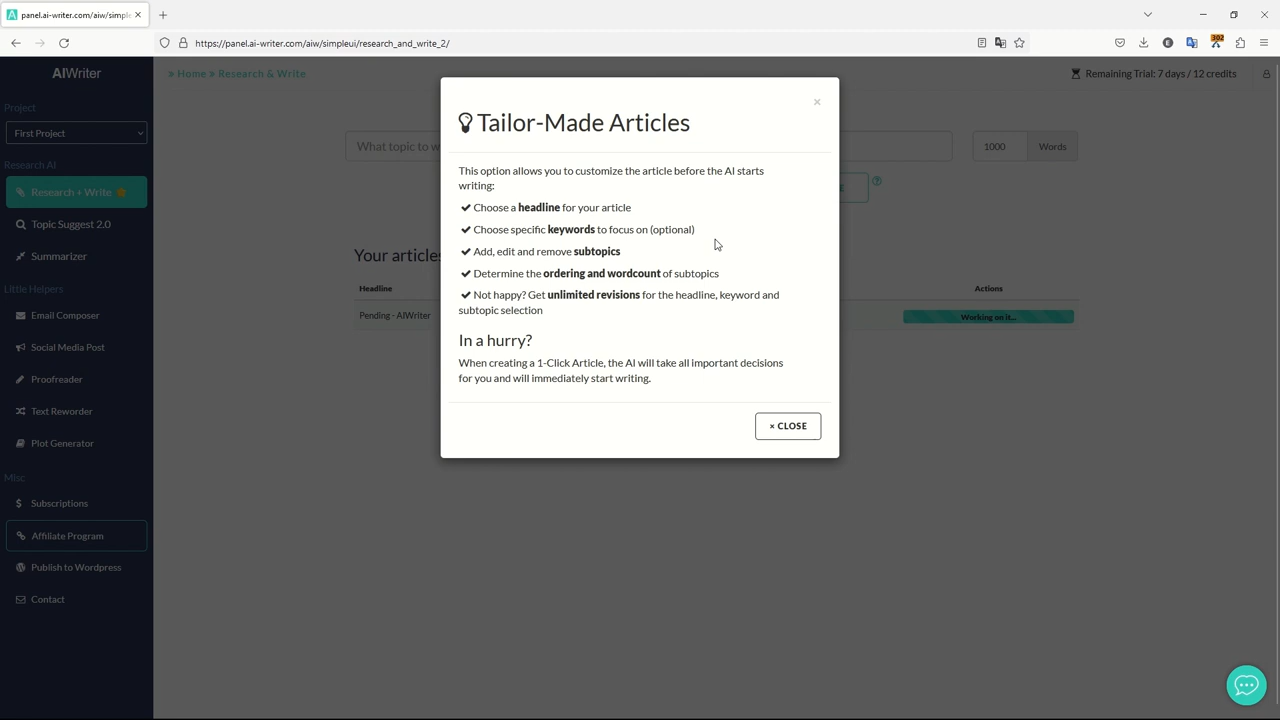 panel.ai-writer.com/aiw/simple
https://panel.ai-writer.com/aiw/simpleui/research_and_write_2/
302
AIWriter
» Home » Research & Write
Remaining Trial: 7 days / 12 credits
Project
First Project
Research AI
Research + Write
Topic Suggest 2.0
Summarizer
Little Helpers
Email Composer
Social Media Post
Proofreader
Text Reworder
Plot Generator
Misc
Subscriptions
Affiliate Program
Publish to Wordpress
Contact
What topic to w
1000
Words
E
Your articles
Headline
Actions
Pending - AIWriter
Working on it...
×
Tailor-Made Articles
This option allows you to customize the article before the AI starts
writing:
✔ Choose a headline for your article
✔ Choose specific keywords to focus on (optional)
✔ Add, edit and remove subtopics
✔ Determine the ordering and wordcount of subtopics
✔ Not happy? Get unlimited revisions for the headline, keyword and
subtopic selection
In a hurry?
When creating a 1-Click Article, the AI will take all important decisions
for you and will immediately start writing.
× CLOSE